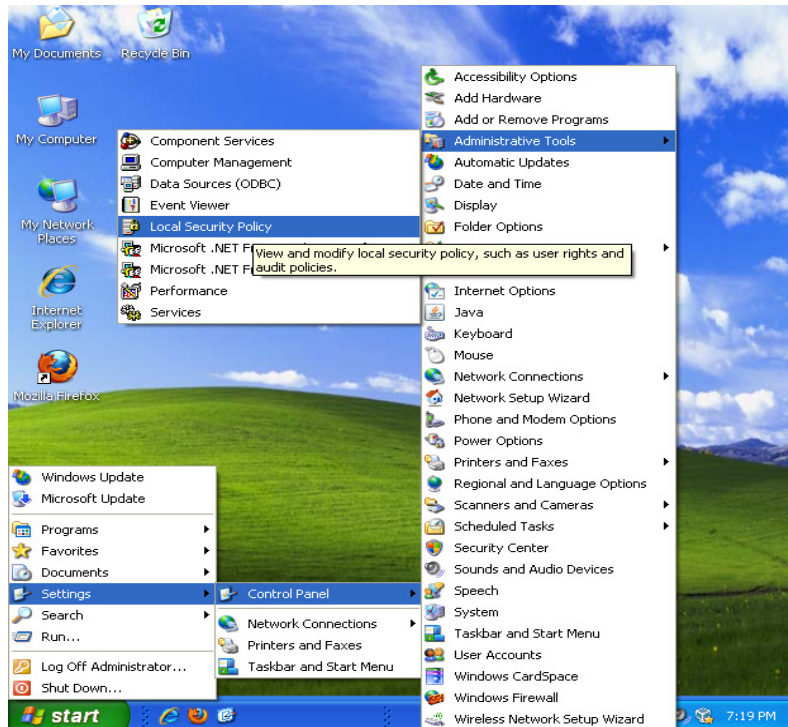 My Documents
Recycle Bin
My Computer
My Network
Places
Internet
Explorer
Mozilla Firefox
Component Services
Computer Management
Data Sources (ODBC)
Event Viewer
Local Security Policy
Microsoft .NET F
Microsoft .NET F
Performance
Services
View and modify local security policy, such as user rights and
audit policies.
Accessibility Options
Add Hardware
Add or Remove Programs
Administrative Tools
Automatic Updates
Date and Time
Display
Folder Options
Internet Options
Java
Keyboard
Mouse
Network Connections
Network Setup Wizard
Phone and Modem Options
Power Options
Printers and Faxes
Regional and Language Options
Scanners and Cameras
Scheduled Tasks
Security Center
Sounds and Audio Devices
Speech
System
Taskbar and Start Menu
User Accounts
Windows CardSpace
Windows Firewall
Wireless Network Setup Wizard
Windows Update
Microsoft Update
Programs
Favorites
Documents
Settings
Search
Run...
Log Off Administrator...
Shut Down...
Control Panel
Network Connections
Printers and Faxes
Taskbar and Start Menu
start
7:19 PM